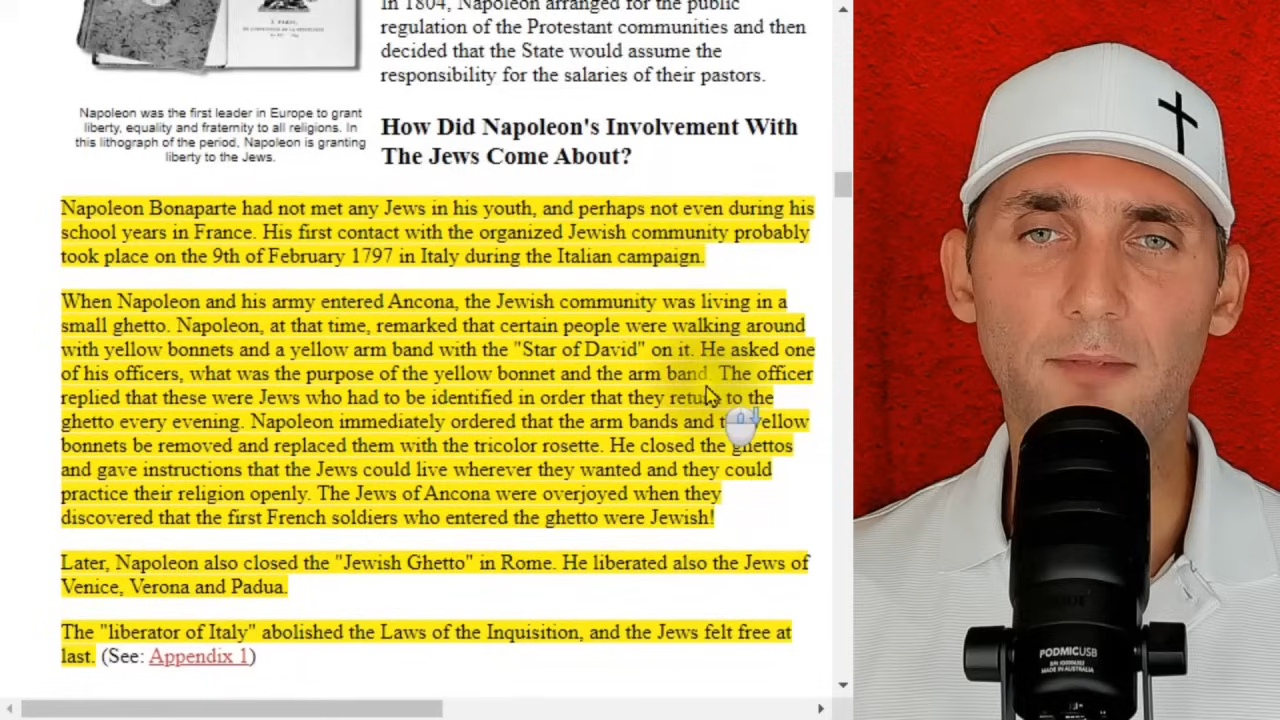 In 1804, Napoleon arranged for the public
regulation of the Protestant communities and then
decided that the State would assume the
responsibility for the salaries of their pastors.
Napoleon was the first leader in Europe to grant
liberty, equality and fraternity to all religions. In
this lithograph of the period, Napoleon is granting
liberty to the Jews.
How Did Napoleon's Involvement With
The Jews Come About?
Napoleon Bonaparte had not met any Jews in his youth, and perhaps not even during his
school years in France. His first contact with the organized Jewish community probably
took place on the 9th of February 1797 in Italy during the Italian campaign.
When Napoleon and his army entered Ancona, the Jewish community was living in a
small ghetto. Napoleon, at that time, remarked that certain people were walking around
with yellow bonnets and a yellow arm band with the "Star of David" on it. He asked one
of his officers, what was the purpose of the yellow bonnet and the arm band. The officer
replied that these were Jews who had to be identified in order that they return to the
ghetto every evening. Napoleon immediately ordered that the arm bands and the yellow
bonnets be removed and replaced them with the tricolor rosette. He closed the ghettos
and gave instructions that the Jews could live wherever they wanted and they could
practice their religion openly. The Jews of Ancona were overjoyed when they
discovered that the first French soldiers who entered the ghetto were Jewish!
Later, Napoleon also closed the "Jewish Ghetto" in Rome. He liberated also the Jews of
Venice, Verona and Padua.
The "liberator of Italy" abolished the Laws of the Inquisition, and the Jews felt free at
last. (See: Appendix 1)
PODMICUSB
MADE IN AUSTRALIA